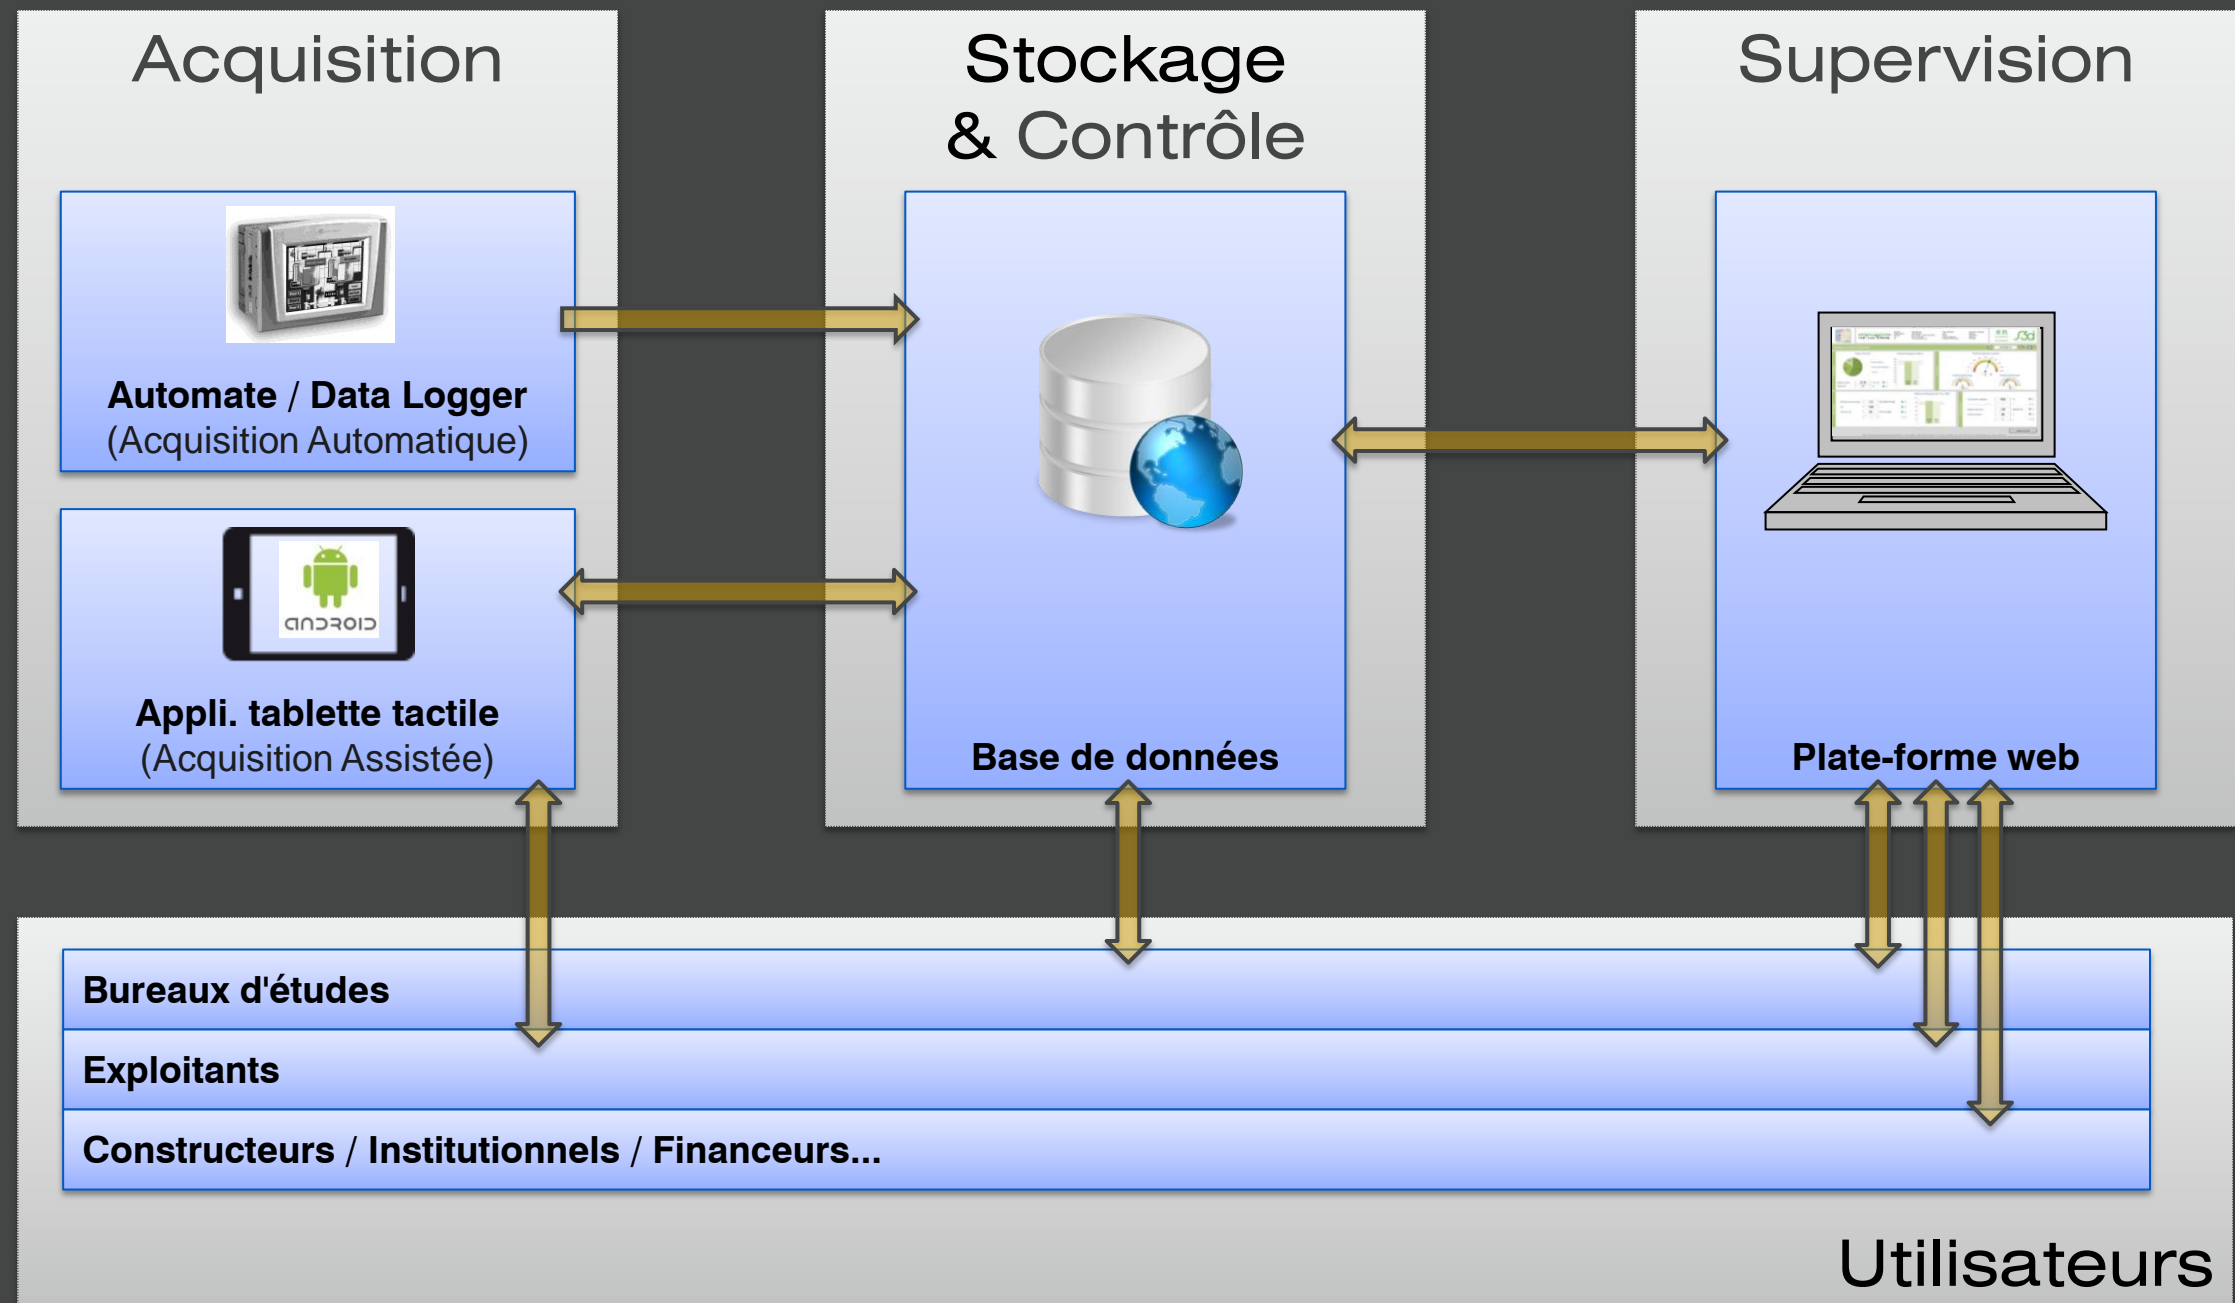 Acquisition
Stockage
& Contrôle
Supervision
Automate / Data Logger
(Acquisition Automatique)
ANDROID
Appli. tablette tactile
(Acquisition Assistée)
Base de données
s3d
Plate-forme web
Bureaux d'études
Exploitants
Constructeurs / Institutionnels / Financeurs...
Utilisateurs